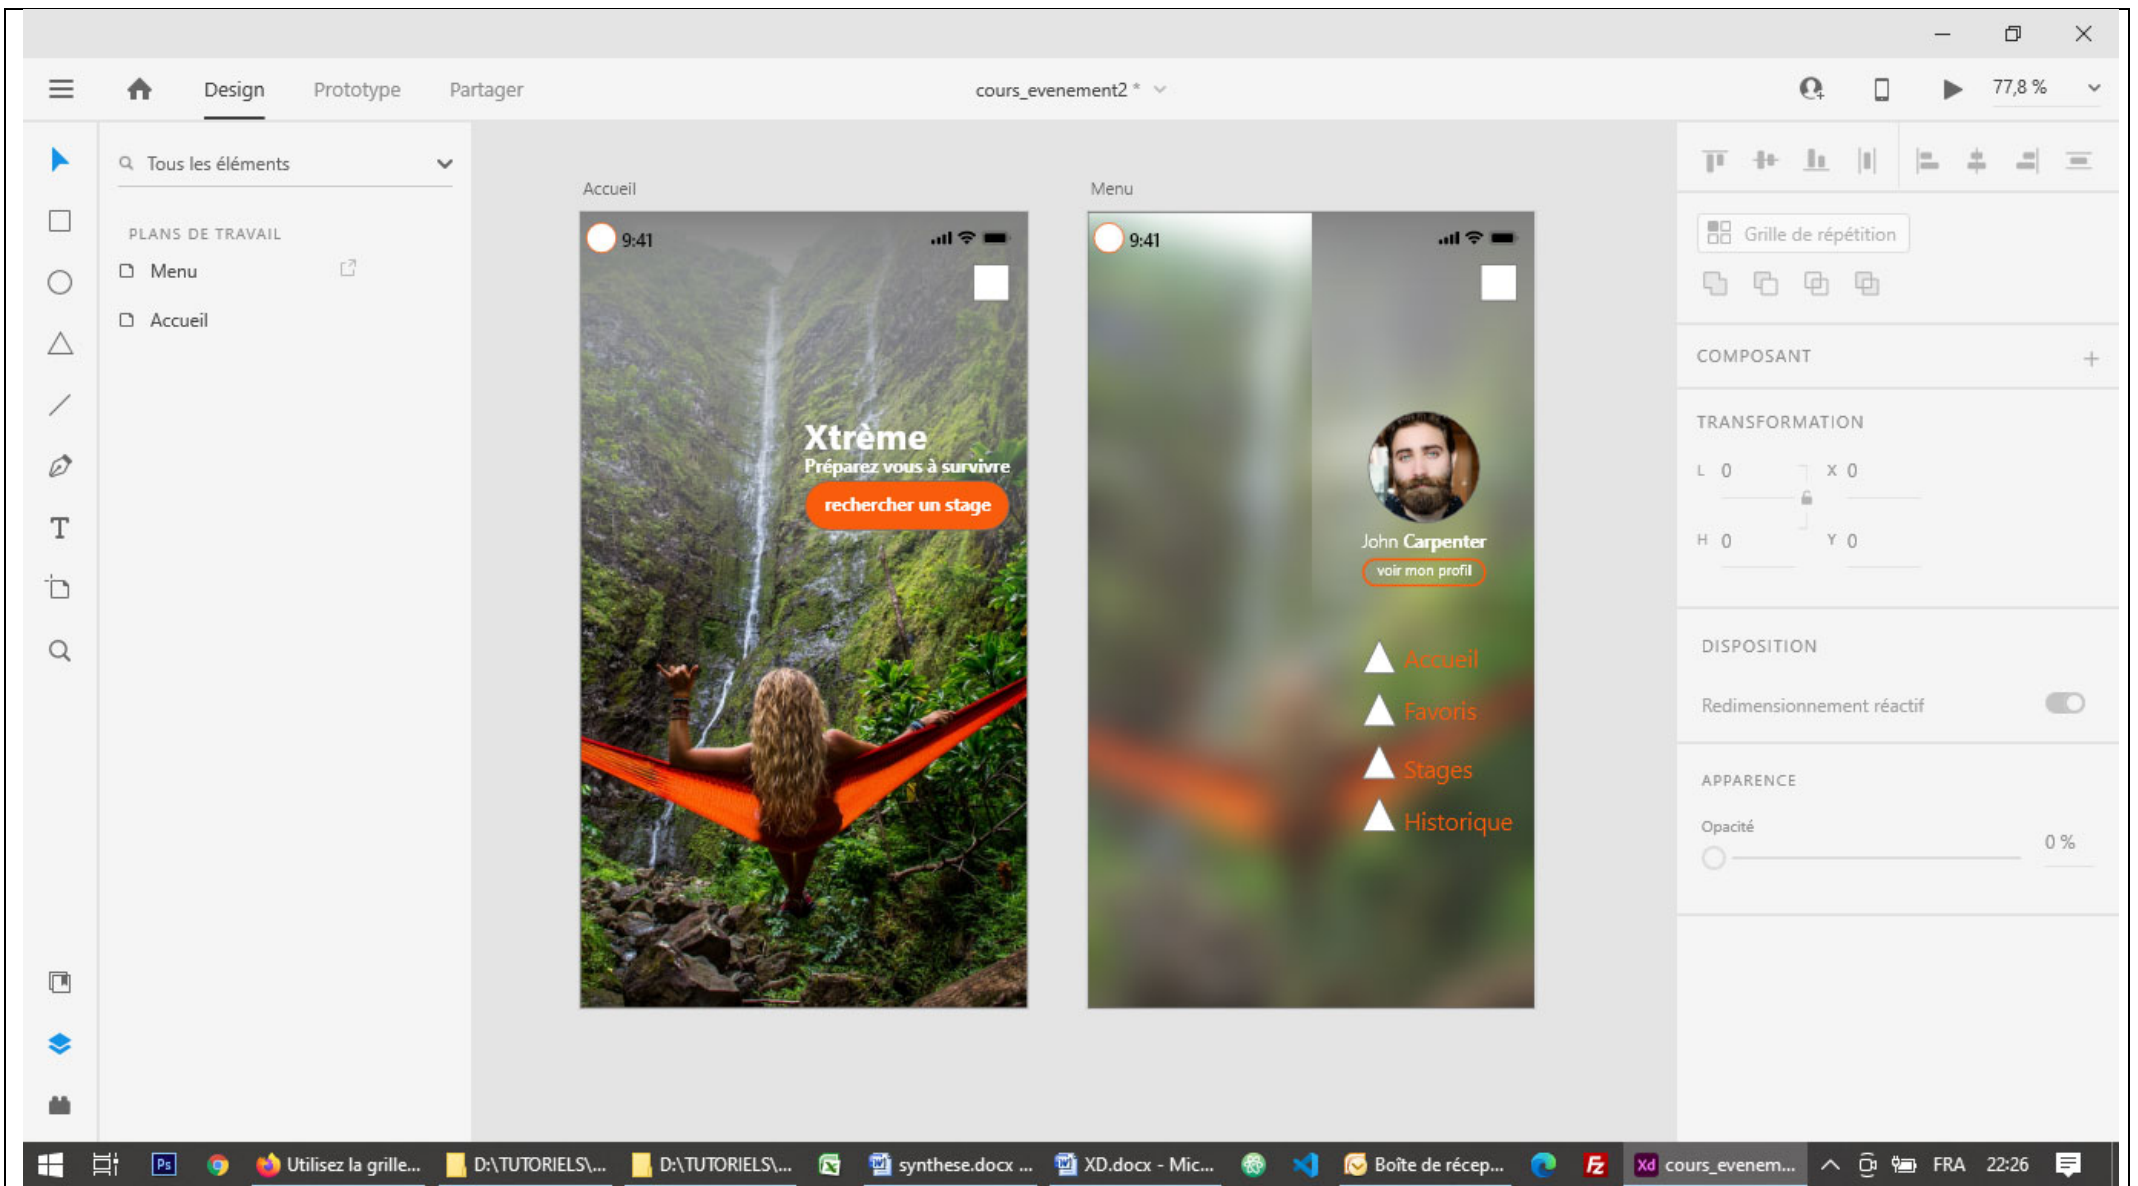 Design Prototype Partager cours_evenement2 * 77,8 %
Tous les éléments
PLANS DE TRAVAIL
Menu
Accueil
Accueil
9:41
Xtrème
Préparez vous à survivre
rechercher un stage
Menu
9:41
John Carpenter
voir mon profil
Accueil
Favoris
Stages
Historique
Grille de répétition
COMPOSANT
TRANSFORMATION
L 0 X 0
H 0 Y 0
DISPOSITION
Redimensionnement réactif
APPARENCE
Opacité
0 %
T
Ps Utilisez la grille... D:\TUTORIELS\... D:\TUTORIELS\... synthese.docx ... XD.docx - Mic... Boîte de récep... Fz Xd cours_evenem... FRA 22:26